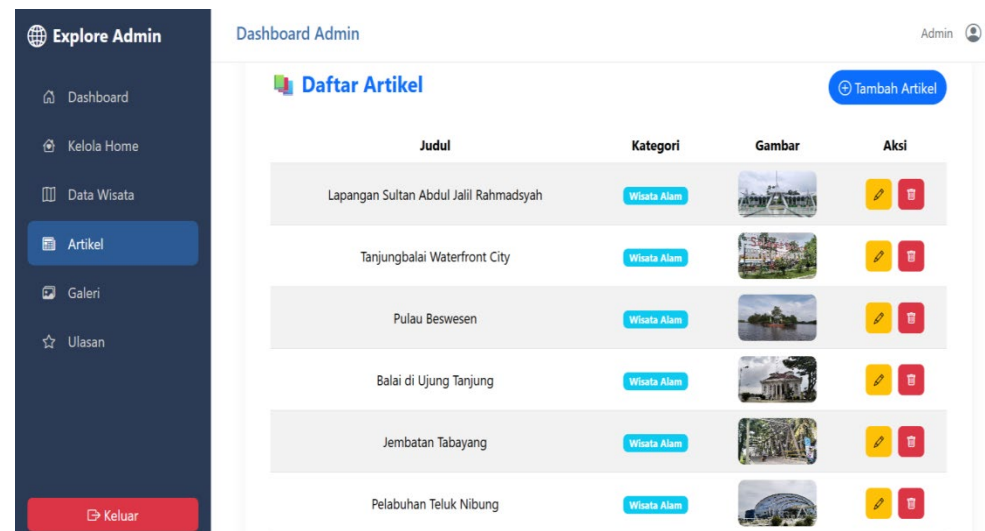 Explore Admin
Dashboard Admin
Admin
Dashboard
Kelola Home
Data Wisata
Artikel
Galeri
Ulasan
Keluar
Daftar Artikel
Tambah Artikel
Judul Kategori Gambar Aksi
Lapangan Sultan Abdul Jalil Rahmadsyah Wisata Alam
Tanjungbalai Waterfront City Wisata Alam
Pulau Beswesen Wisata Alam
Balai di Ujung Tanjung Wisata Alam
Jembatan Tabayang Wisata Alam
Pelabuhan Teluk Nibung Wisata Alam